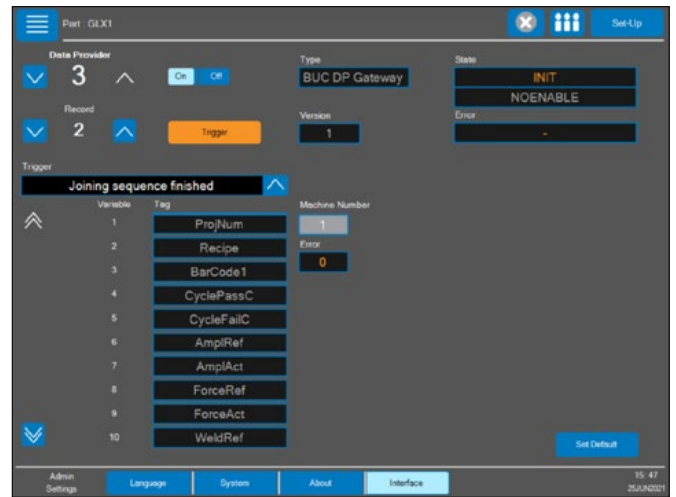 Part : GLX1
Set-Up
Data Provider
3
On Off
Type
BUC DP Gateway
State
INIT
NOENABLE
Record
2
Trigger
Version
1
Error
-
Trigger
Joining sequence finished
Variable Tag
Machine Number
1 ProjNum
1
2 Recipe
Error
0
3 BarCode1
4 CyclePassC
5 CycleFailC
6 AmplRef
7 AmplAct
8 ForceRef
9 ForceAct
10 WeldRef
Set Default
Admin
Settings
Language
System
About
Interface
15: 47
25JUN2021